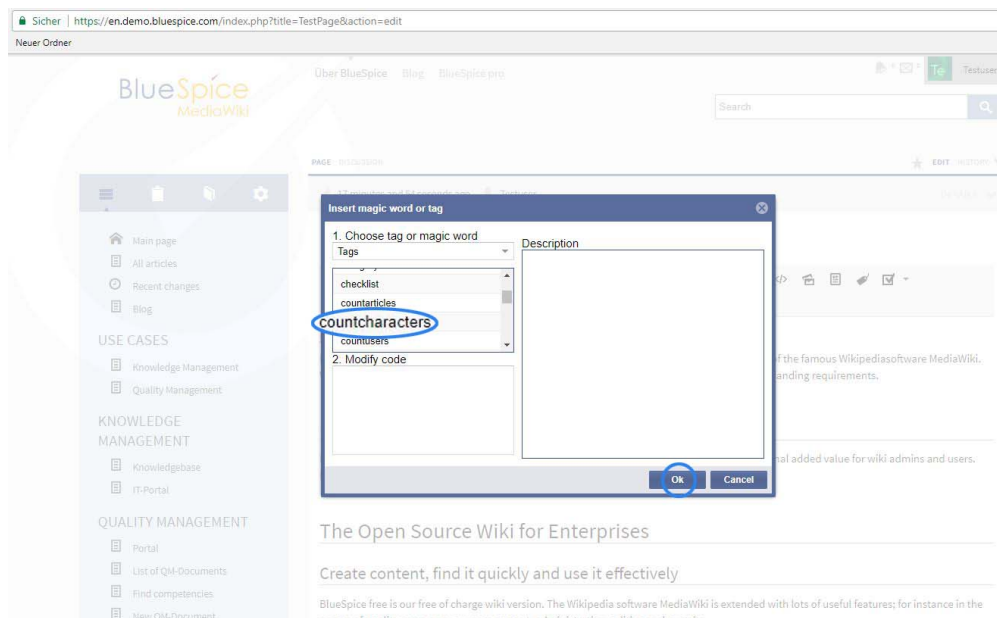 Sicher | https://en.demo.bluespice.com/index.php?title=TestPage&action=edit
Neuer Ordner
Über BlueSpice Blog BlueSpice pro
Te Testuser
BlueSpice
MediaWiki
Search
PAGE DISCUSSION
EDIT HISTORY
Insert magic word or tag
1. Choose tag or magic word
Tags
Description
checklist
countarticles
countcharacters
countusers
2. Modify code
Ok Cancel
Main page
All articles
Recent changes
Blog
USE CASES
Knowledge Management
Quality Management
KNOWLEDGE
MANAGEMENT
Knowledgebase
IT-Portal
QUALITY MANAGEMENT
Portal
List of QM-Documents
Find competencies
New QM-Document
of the famous Wikipediasoftware MediaWiki.
anding requirements.
nal added value for wiki admins and users.
The Open Source Wiki for Enterprises
Create content, find it quickly and use it effectively
BlueSpice free is our free of charge wiki version. The Wikipedia software MediaWiki is extended with lots of useful features; for instance in the